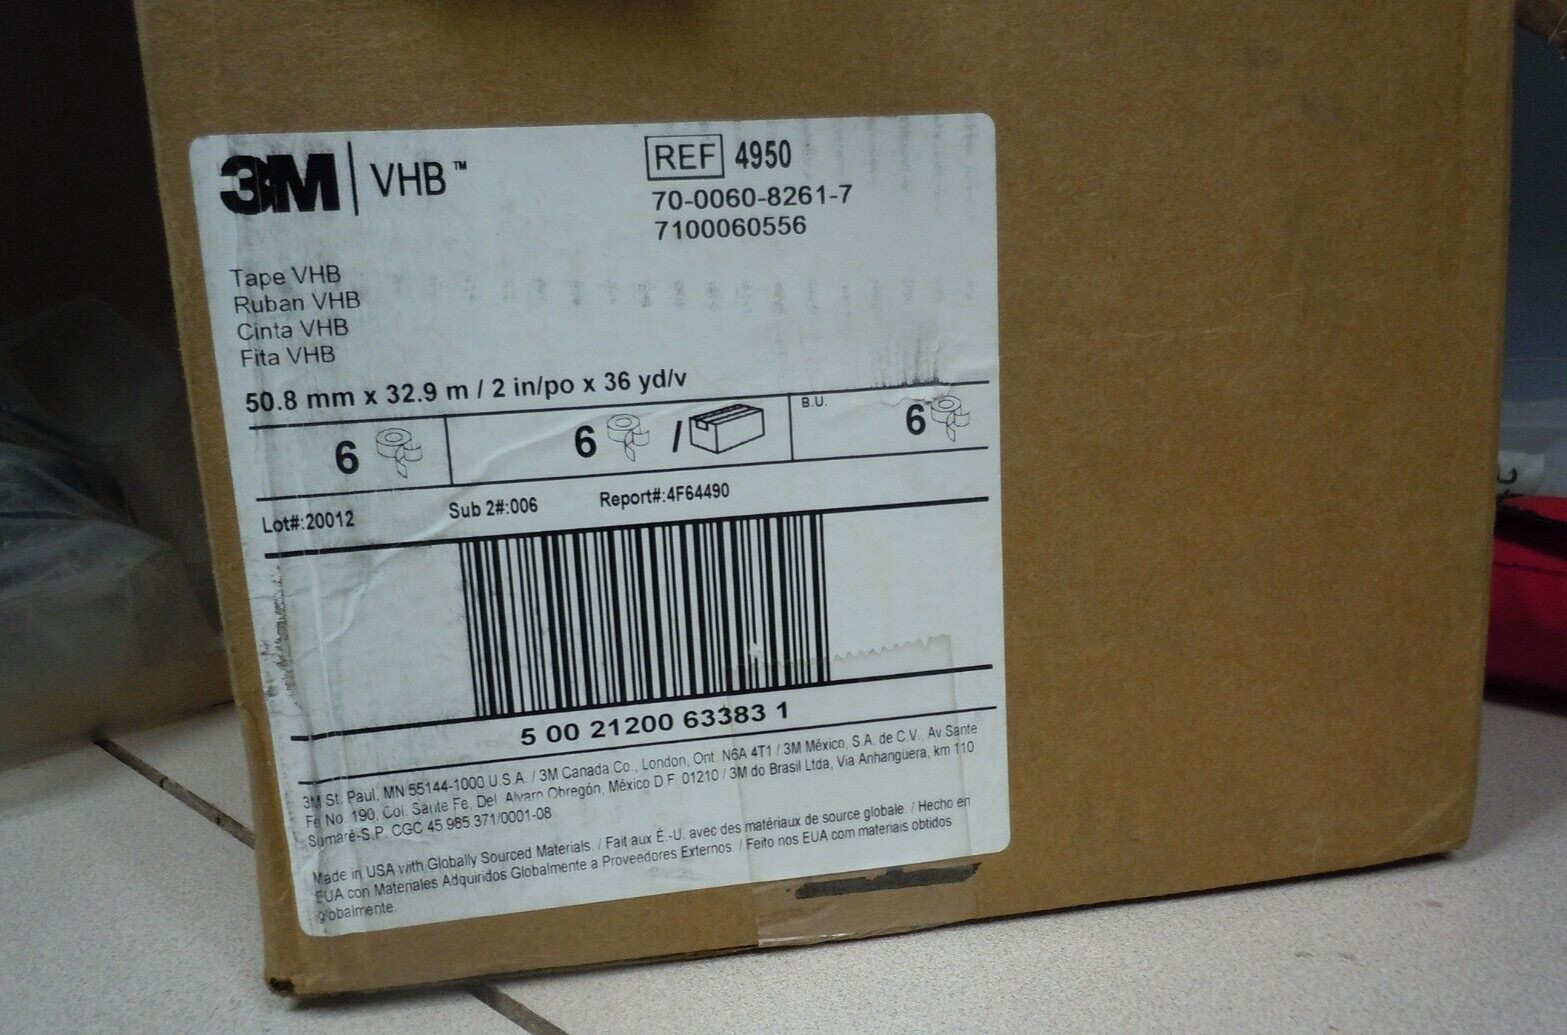 3M VHB™
REF 4950
70-0060-8261-7
7100060556
Tape VHB
Ruban VHB
Cinta VHB
Fita VHB
50.8 mm x 32.9 m / 2 in/po x 36 yd/v
6 6 / B.U. 6
Lot#:20012 Sub 2#:006 Report#:4F64490
5 00 21200 63383 1
3M St. Paul, MN 55144-1000 U.S.A. / 3M Canada Co., London, Ont. N6A 4T1 / 3M México, S.A. de C.V., Av Sante
Fe No. 190, Col. Sante Fe, Del. Alvaro Obregón, México D.F. 01210 / 3M do Brasil Ltda, Via Anhanguera, km 110
Sumaré-S.P. CGC 45.985.371/0001-08
Made in USA with Globally Sourced Materials. / Fait aux É.-U. avec des matériaux de source globale. / Hecho en
EUA con Materiales Adquiridos Globalmente a Proveedores Externos. / Feito nos EUA com materiais obtidos
globalmente.